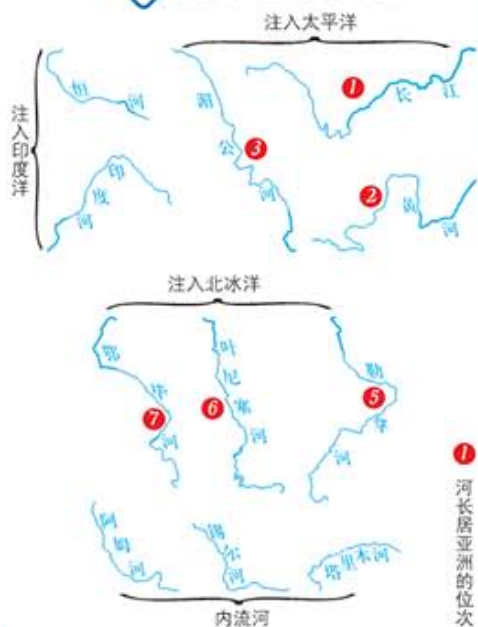 注入太平洋
注入印度洋
恒河
印度河
湄公河
3
1
长江
2
黄河
注入北冰洋
鄂毕河
7
叶尼塞河
6
勒拿河
5
阿姆河
锡尔河
塔里木河
内流河
1 河长居亚洲的位次